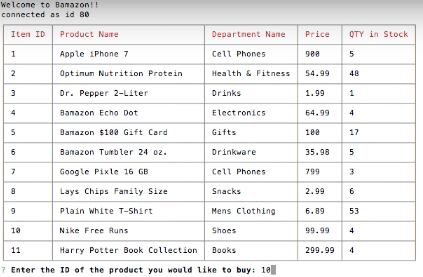 Welcome to Bamazon!!
connected as id 80
Item ID Product Name Department Name Price QTY in Stock
1 Apple iPhone 7 Cell Phones 900 5
2 Optimum Nutrition Protein Health & Fitness 54.99 48
3 Dr. Pepper 2-Liter Drinks 1.99 1
4 Bamazon Echo Dot Electronics 64.99 4
5 Bamazon $100 Gift Card Gifts 100 17
6 Bamazon Tumbler 24 oz. Drinkware 35.98 5
7 Google Pixle 16 GB Cell Phones 799 3
8 Lays Chips Family Size Snacks 2.99 6
9 Plain White T-Shirt Mens Clothing 6.89 53
10 Nike Free Runs Shoes 99.99 4
11 Harry Potter Book Collection Books 299.99 4
? Enter the ID of the product you would like to buy: 10